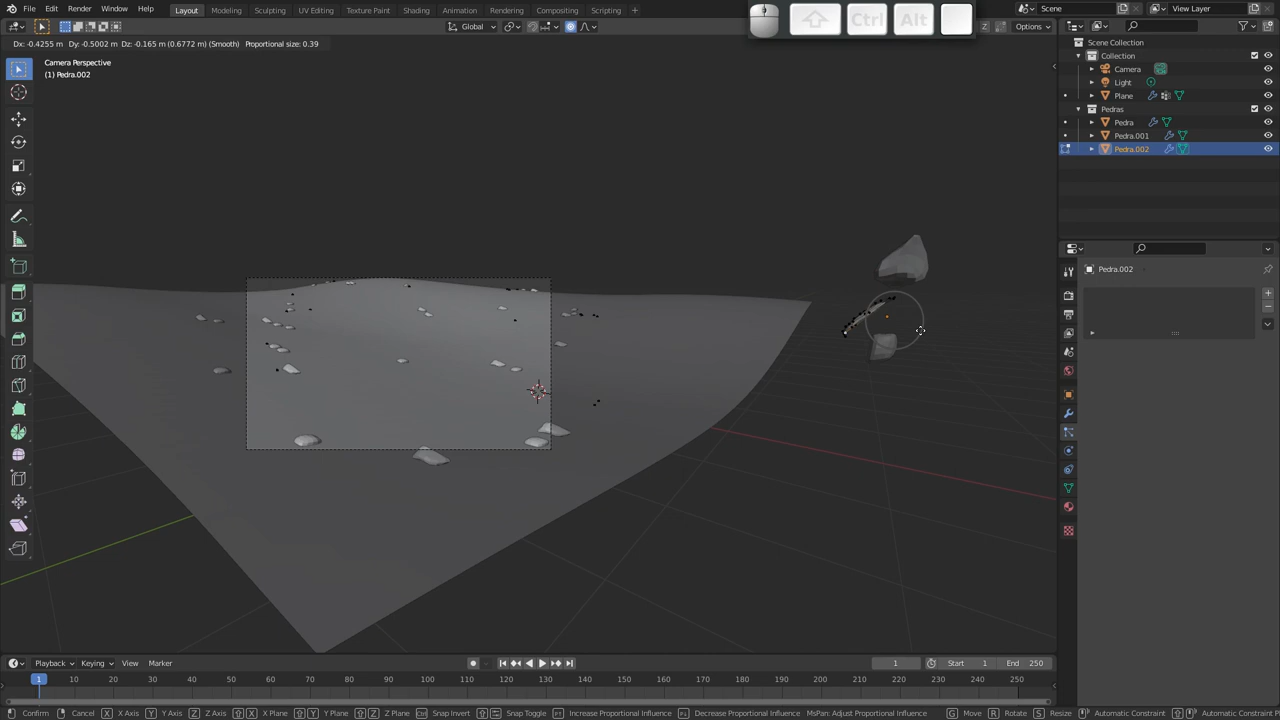 File Edit Render Window Help Layout Modeling Sculpting UV Editing Texture Paint Shading Animation Rendering Compositing Scripting + Ctrl Alt Scene View Layer
Global Options
Dx: -0.4255 m Dy: -0.5002 m Dz: -0.165 m (0.6772 m) (Smooth) Proportional size: 0.39
Scene Collection
Collection
Camera
Light
Plane
Pedras
Pedra
Pedra.001
Pedra.002
Camera Perspective
(1) Pedra.002
Pedra.002
Playback Keying View Marker 1 Start 1 End 250
1 10 20 30 40 50 60 70 80 90 100 110 120 130 140 150 160 170 180 190 200 210 220 230 240 250
Confirm Cancel X X Axis Y Y Axis Z Z Axis X X Plane Y Y Plane Z Z Plane Ctrl Snap Invert Snap Toggle Increase Proportional Influence Decrease Proportional Influence MsPan: Adjust Proportional Influence G Move R Rotate S Resize Automatic Constraint Automatic Constraint P